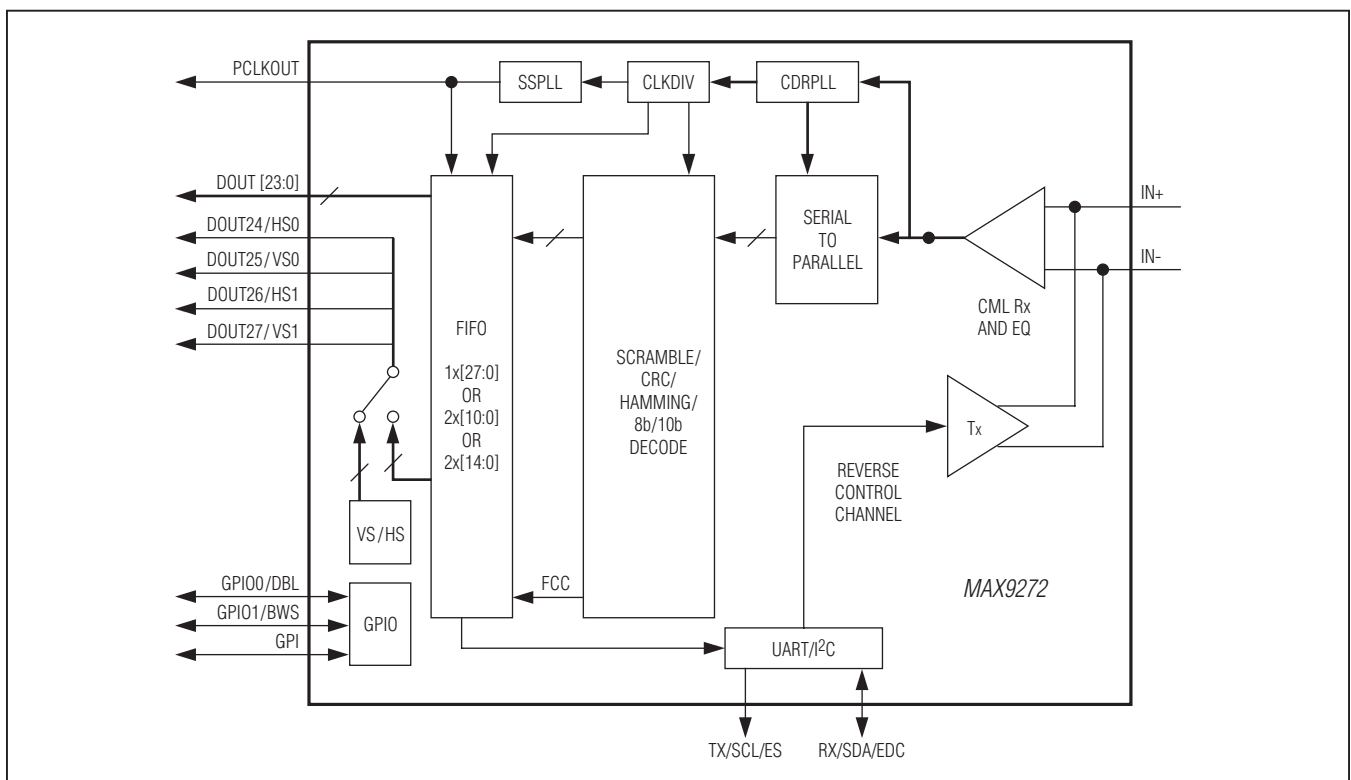 PCLKOUT
SSPLL
CLKDIV
CDRPLL
DOUT [23:0]
DOUT24/HS0
DOUT25/VS0
DOUT26/HS1
DOUT27/VS1
FIFO
1x[27:0]
OR
2x[10:0]
OR
2x[14:0]
SCRAMBLE/
CRC/
HAMMING/
8b/10b
DECODE
SERIAL
TO
PARALLEL
IN+
IN-
CML Rx
AND EQ
Tx
REVERSE
CONTROL
CHANNEL
VS/HS
GPIO0/DBL
GPIO1/BWS
GPI
GPIO
FCC
MAX9272
UART/I²C
TX/SCL/ES
RX/SDA/EDC